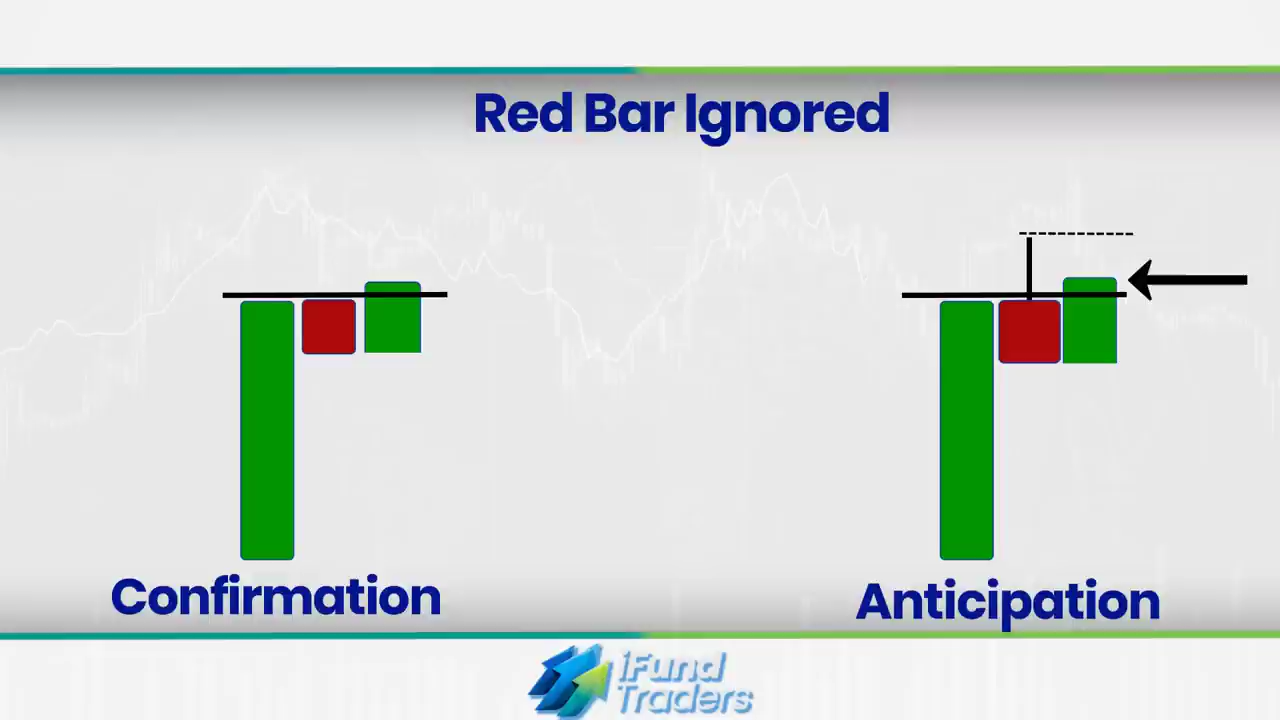 Red Bar Ignored
Confirmation
Anticipation
iFund
Traders